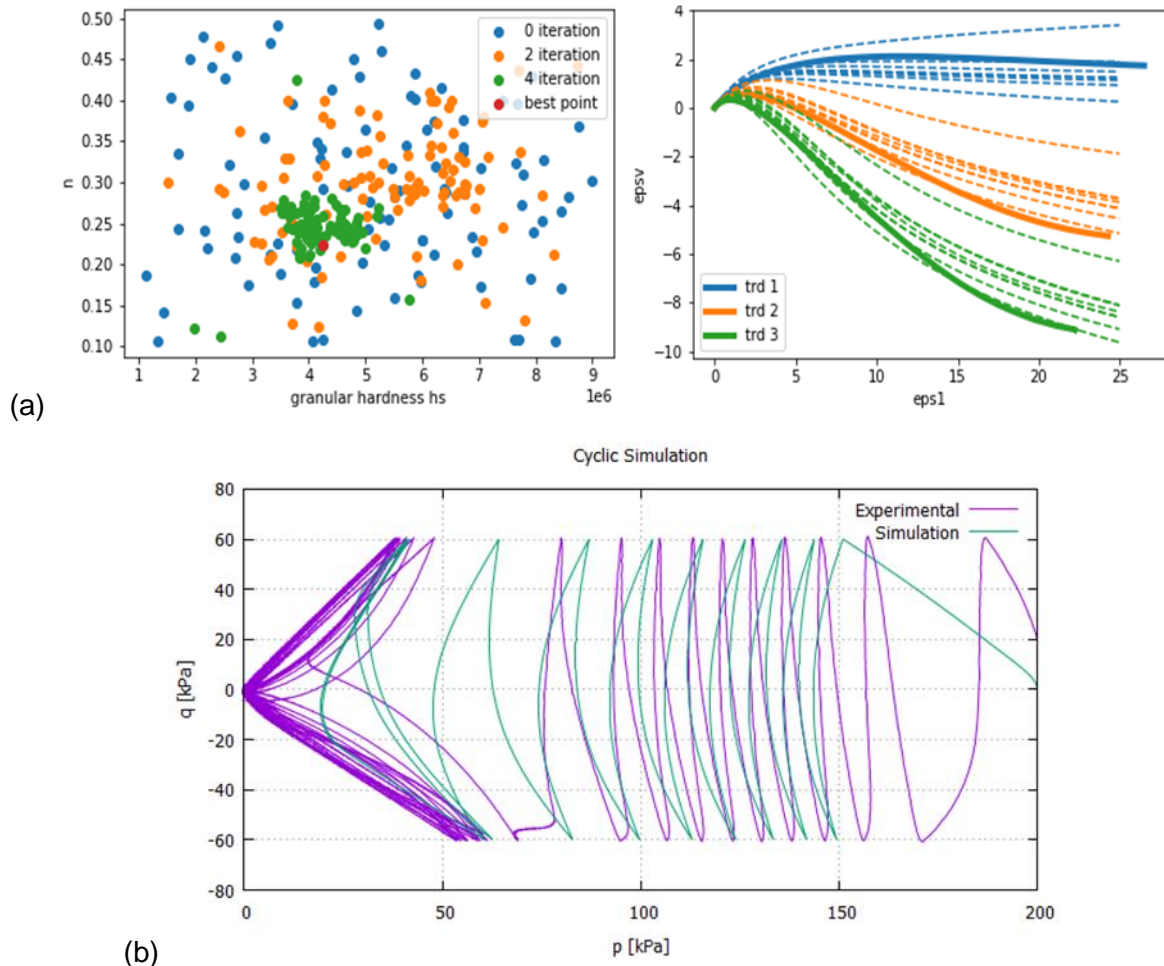 0.50
0.45
0.40
0.35
0.30
0.25
0.20
0.15
0.10
n
0 iteration
2 iteration
4 iteration
best point
1 2 3 4 5 6 7 8 9
granular hardness hs
1e6
4
2
0
−2
−4
−6
−8
−10
epsv
trd 1
trd 2
trd 3
0 5 10 15 20 25
eps1
(a)
Cyclic Simulation
80
60
40
20
0
-20
-40
-60
-80
q [kPa]
Experimental
Simulation
0 50 100 150 200
p [kPa]
(b)